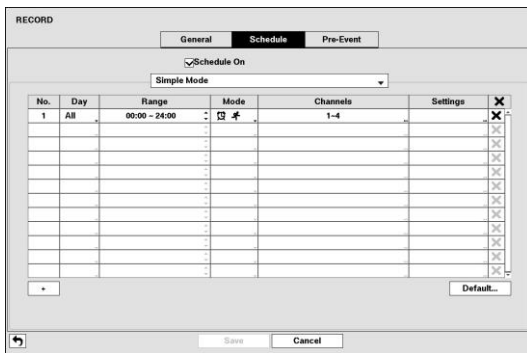 RECORD
General Schedule Pre-Event
Schedule On
Simple Mode
No. Day Range Mode Channels Settings X
1 All 00:00 ~ 24:00 1~4
+ Default...
Save Cancel